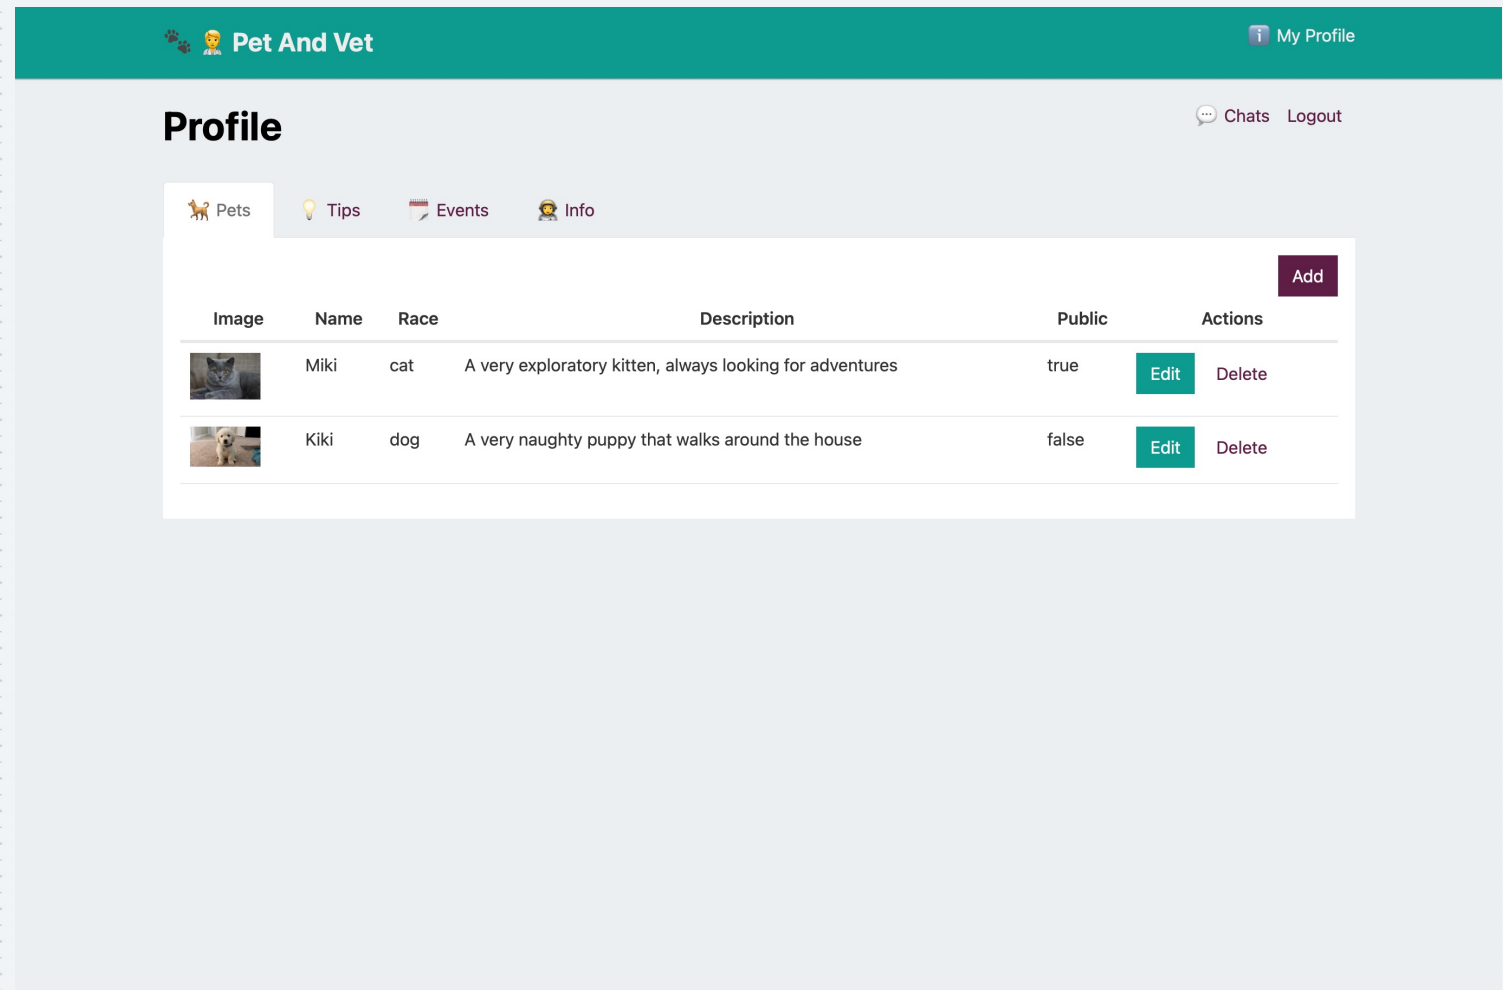 Pet And Vet
My Profile
Profile
Chats Logout
Pets Tips Events Info
Add
Image Name Race Description Public Actions
Miki cat A very exploratory kitten, always looking for adventures true Edit Delete
Kiki dog A very naughty puppy that walks around the house false Edit Delete